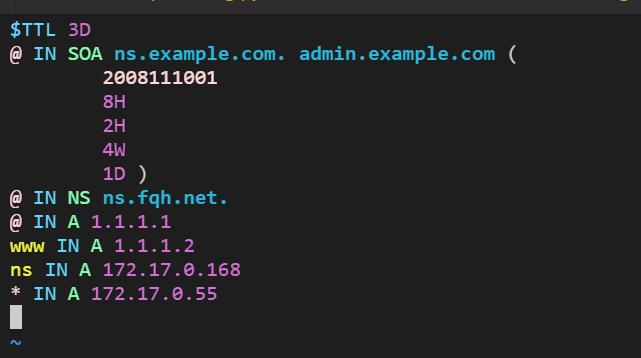 $TTL 3D
@ IN SOA ns.example.com. admin.example.com (
2008111001
8H
2H
4W
1D )
@ IN NS ns.fqh.net.
@ IN A 1.1.1.1
www IN A 1.1.1.2
ns IN A 172.17.0.168
* IN A 172.17.0.55
~